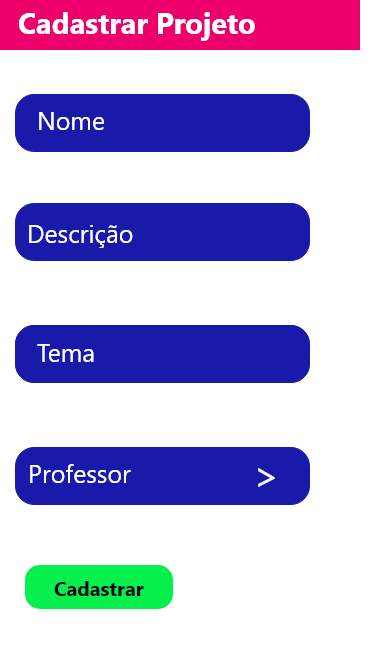 Cadastrar Projeto
Nome
Descrição
Tema
Professor >
Cadastrar